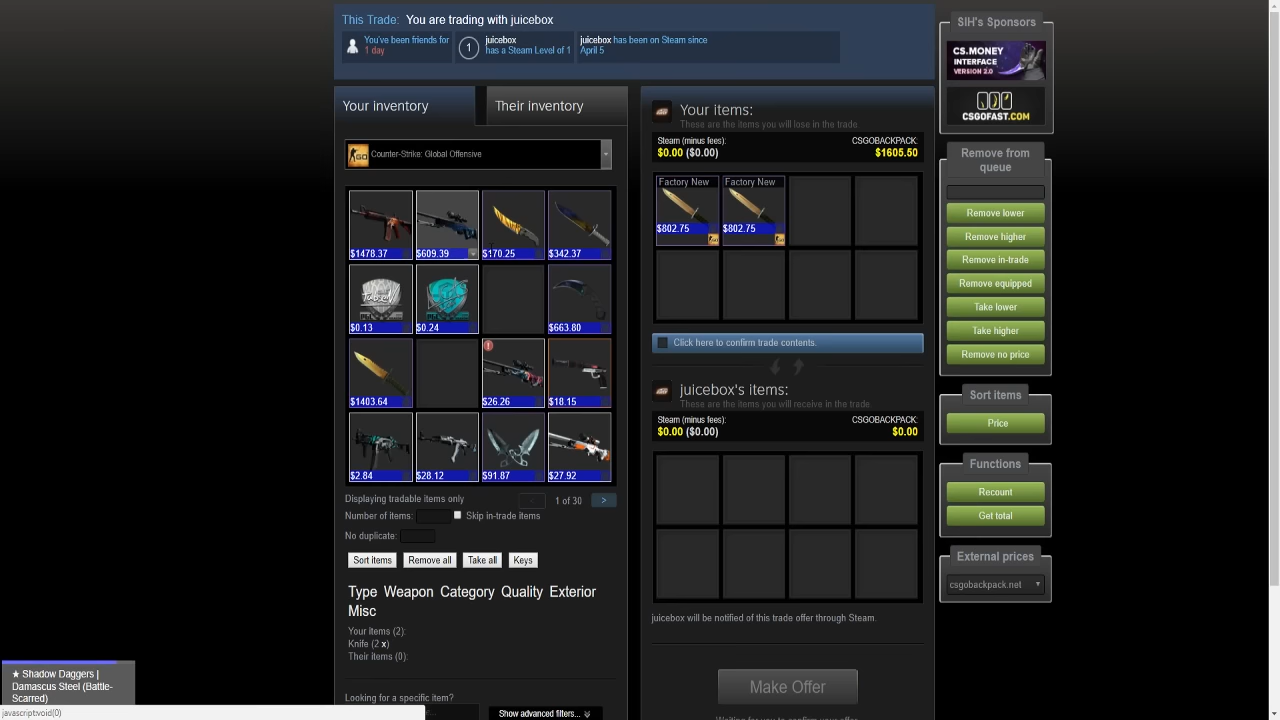 This Trade: You are trading with juicebox
You've been friends for
1 day
1
juicebox
has a Steam Level of 1
juicebox has been on Steam since
April 5
Your inventory
Their inventory
Counter-Strike: Global Offensive
$1478.37
$609.39
$170.25
$342.37
$0.13
$0.24
$663.80
$1403.64
$26.26
$18.15
$2.84
$28.12
$91.87
$27.92
Displaying tradable items only
1 of 30
>
Number of items:
Skip in-trade items
No duplicate:
Sort items
Remove all
Take all
Keys
Type Weapon Category Quality Exterior
Misc
Your items (2):
Knife (2 x)
Their items (0):
Looking for a specific item?
Show advanced filters...
Your items:
These are the items you will lose in the trade.
Steam (minus fees):
$0.00 ($0.00)
CSGOBACKPACK:
$1605.50
Factory New
$802.75
Factory New
$802.75
Click here to confirm trade contents.
juicebox's items:
These are the items you will receive in the trade.
Steam (minus fees):
$0.00 ($0.00)
CSGOBACKPACK:
$0.00
juicebox will be notified of this trade offer through Steam.
Make Offer
Waiting for you to confirm your offer
SIH's Sponsors
CS.MONEY
INTERFACE
VERSION 2.0
CSGOFAST.COM
Remove from
queue
Remove lower
Remove higher
Remove in-trade
Remove equipped
Take lower
Take higher
Remove no price
Sort items
Price
Functions
Recount
Get total
External prices
csgobackpack.net
★ Shadow Daggers |
Damascus Steel (Battle-
Scarred)
javascript:void(0)